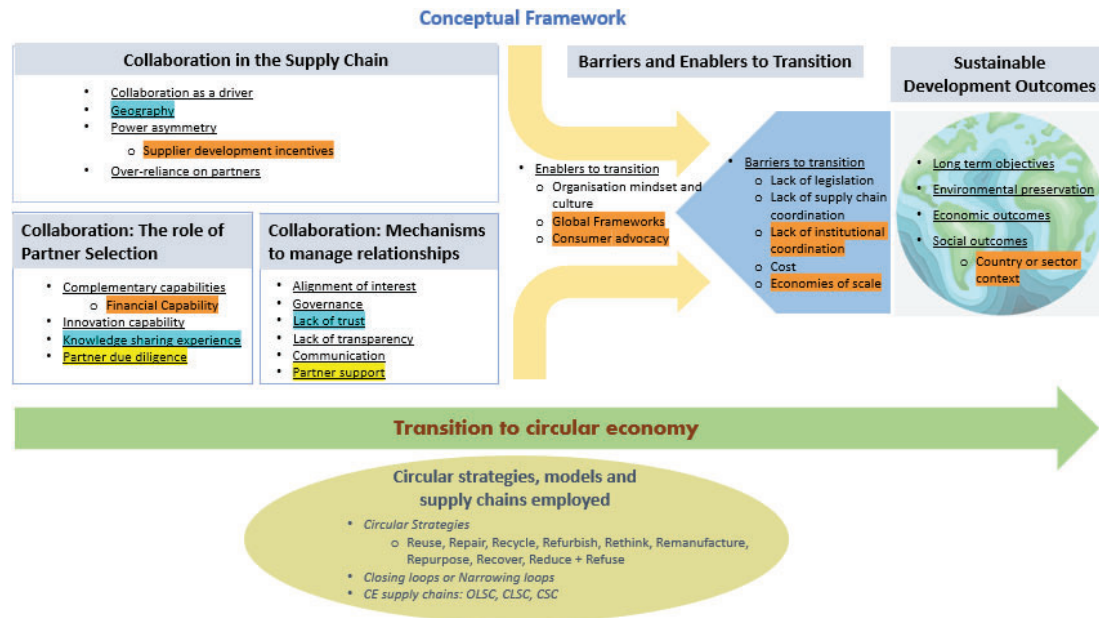 Conceptual Framework
Collaboration in the Supply Chain
• Collaboration as a driver
• Geography
• Power asymmetry
o Supplier development incentives
• Over-reliance on partners
Collaboration: The role of
Partner Selection
• Complementary capabilities
o Financial Capability
• Innovation capability
• Knowledge sharing experience
• Partner due diligence
Collaboration: Mechanisms
to manage relationships
• Alignment of interest
• Governance
• Lack of trust
• Lack of transparency
• Communication
• Partner support
Barriers and Enablers to Transition
• Enablers to transition
o Organisation mindset and
culture
o Global Frameworks
o Consumer advocacy
• Barriers to transition
o Lack of legislation
o Lack of supply chain
coordination
o Lack of institutional
coordination
o Cost
o Economies of scale
Sustainable
Development Outcomes
• Long term objectives
• Environmental preservation
• Economic outcomes
• Social outcomes
o Country or sector
context
Transition to circular economy
Circular strategies, models and
supply chains employed
• Circular Strategies
o Reuse, Repair, Recycle, Refurbish, Rethink, Remanufacture,
Repurpose, Recover, Reduce + Refuse
• Closing loops or Narrowing loops
• CE supply chains: OLSC, CLSC, CSC